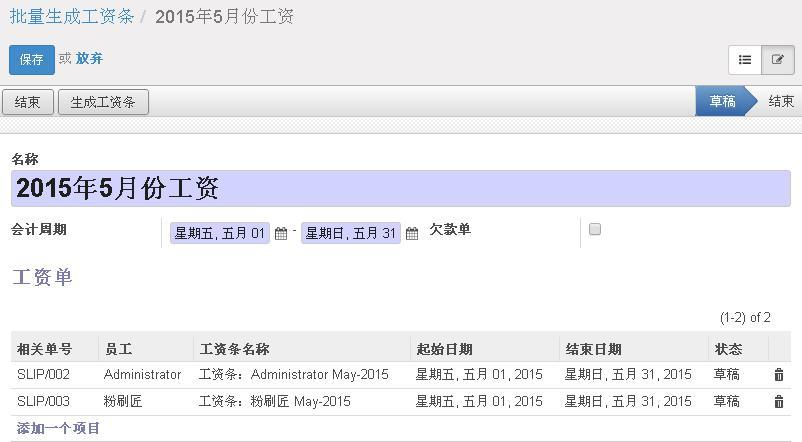 批量生成工资条 / 2015年5月份工资
保存 或 放弃
结束 生成工资条 草稿 结束
名称
2015年5月份工资
会计周期 星期五, 五月 01 - 星期日, 五月 31 欠款单
工资单
(1-2) of 2
相关单号 员工 工资条名称 起始日期 结束日期 状态
SLIP/002 Administrator 工资条：Administrator May-2015 星期五, 五月 01, 2015 星期日, 五月 31, 2015 草稿
SLIP/003 粉刷匠 工资条：粉刷匠 May-2015 星期五, 五月 01, 2015 星期日, 五月 31, 2015 草稿
添加一个项目